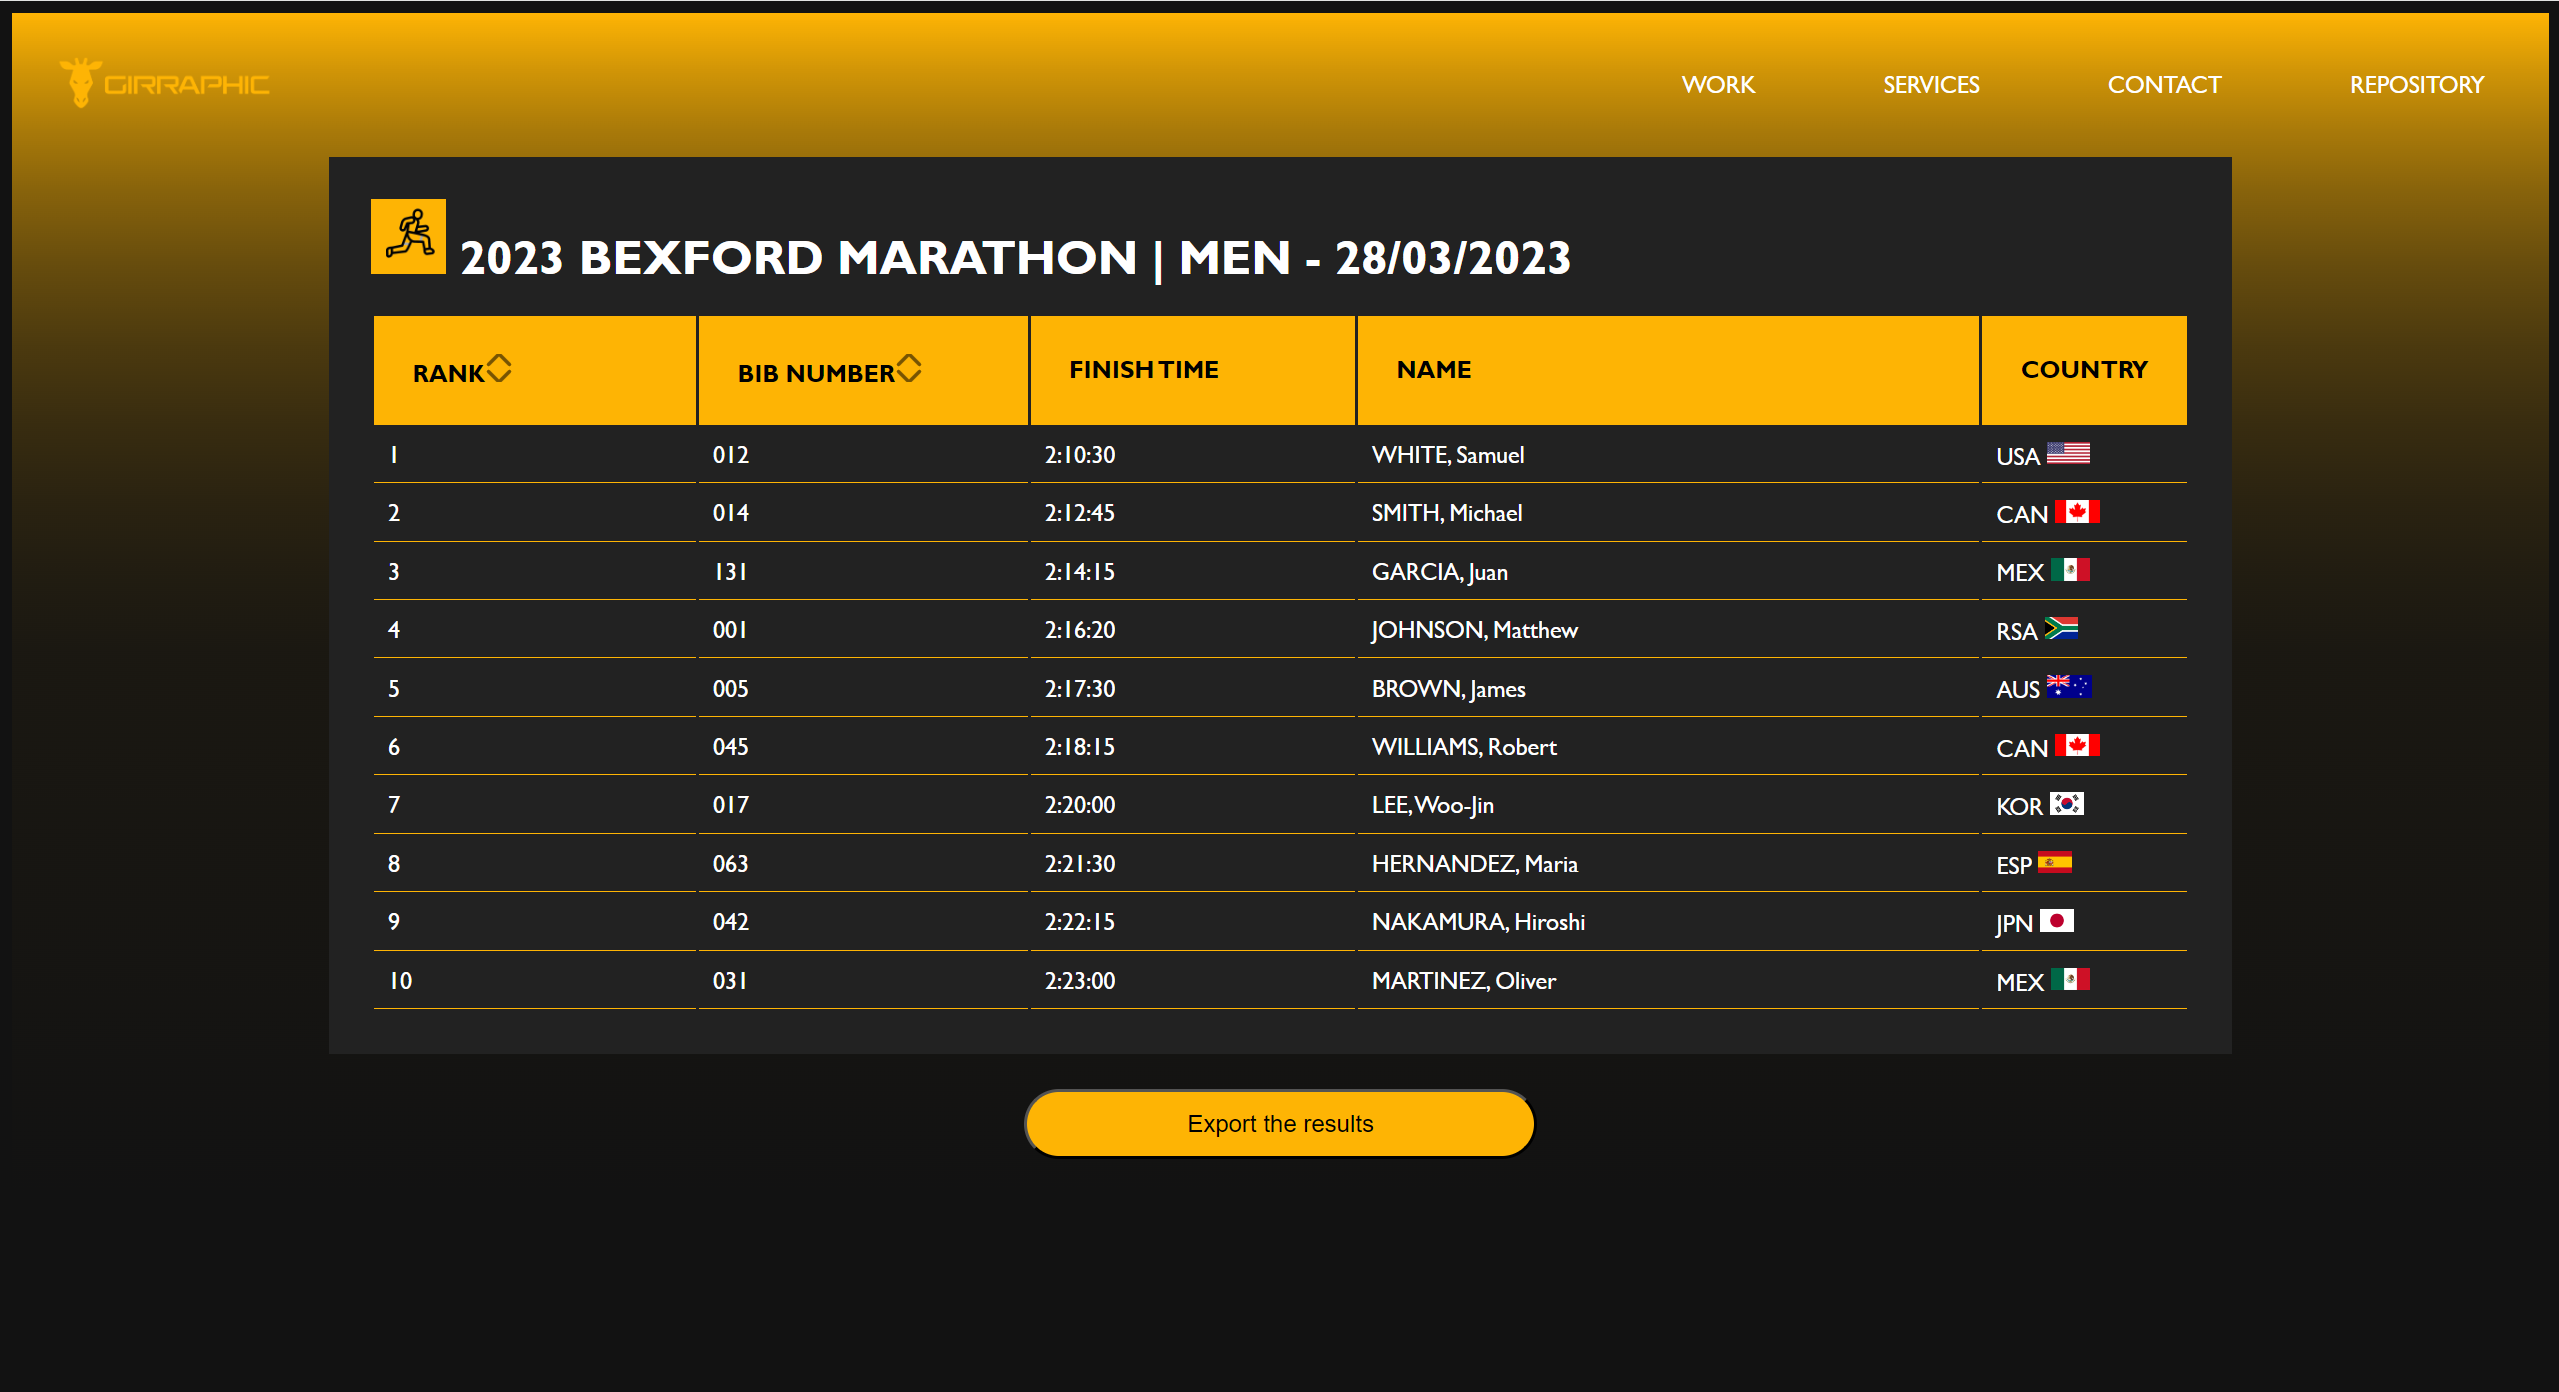 GIRRAPHIC
WORK SERVICES CONTACT REPOSITORY
2023 BEXFORD MARATHON | MEN - 28/03/2023
RANK BIB NUMBER FINISH TIME NAME COUNTRY
1 012 2:10:30 WHITE, Samuel USA
2 014 2:12:45 SMITH, Michael CAN
3 131 2:14:15 GARCIA, Juan MEX
4 001 2:16:20 JOHNSON, Matthew RSA
5 005 2:17:30 BROWN, James AUS
6 045 2:18:15 WILLIAMS, Robert CAN
7 017 2:20:00 LEE, Woo-Jin KOR
8 063 2:21:30 HERNANDEZ, Maria ESP
9 042 2:22:15 NAKAMURA, Hiroshi JPN
10 031 2:23:00 MARTINEZ, Oliver MEX
Export the results